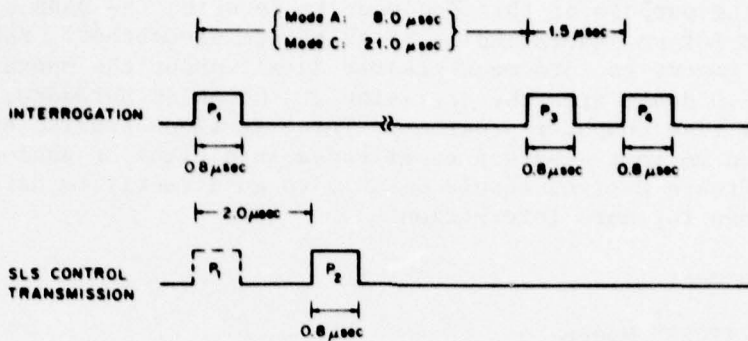 Mode A: 8.0 μsec
Mode C: 21.0 μsec
1.5 μsec
INTERROGATION
P1
P3
P4
0.8 μsec
0.8 μsec
0.8 μsec
2.0 μsec
SLS CONTROL
TRANSMISSION
P1
P2
0.8 μsec